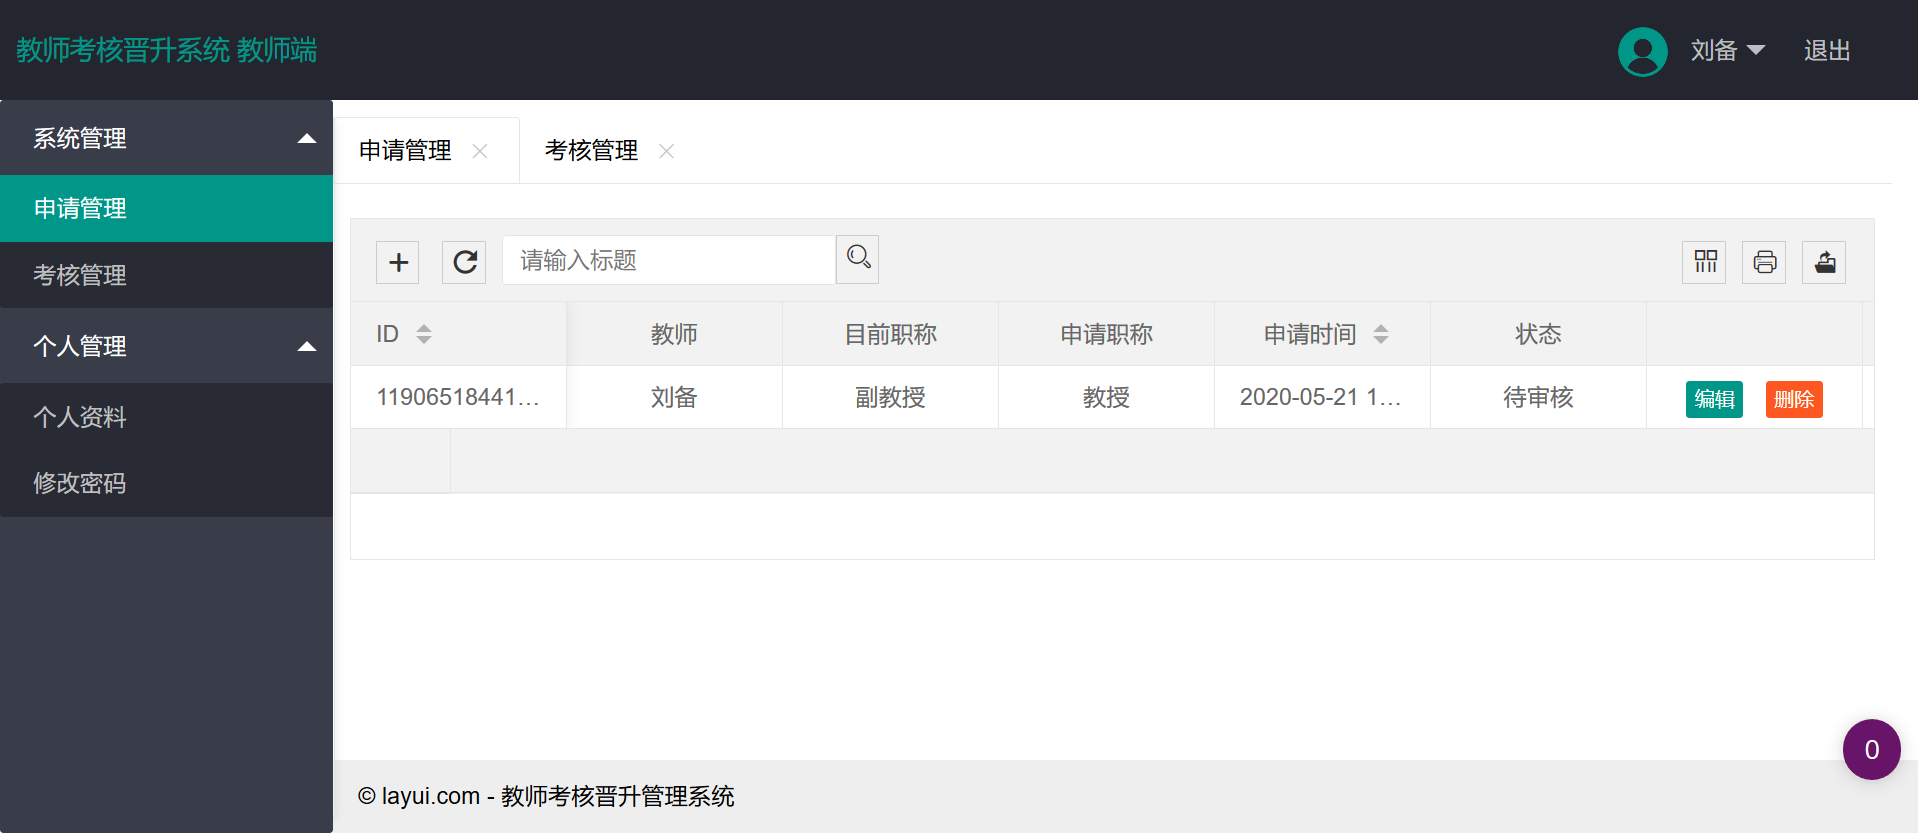 教师考核晋升系统 教师端
刘备
退出
系统管理
申请管理
考核管理
个人管理
个人资料
修改密码
申请管理
考核管理
请输入标题
ID 教师 目前职称 申请职称 申请时间 状态
11906518441... 刘备 副教授 教授 2020-05-21 1... 待审核 编辑 删除
0
© layui.com - 教师考核晋升管理系统